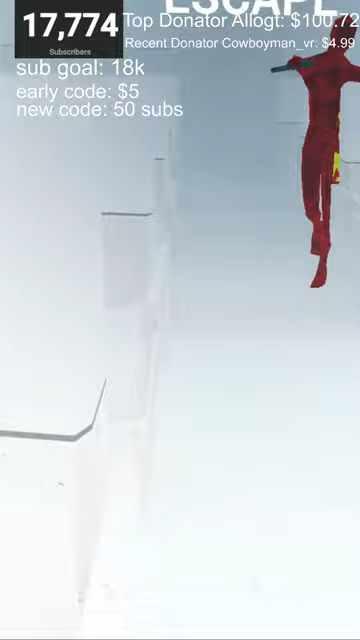 ESCAPE
17,774
Subscribers
Top Donator Allogt: $100.72
Recent Donator Cowboyman_vr: $4.99
sub goal: 18k
early code: $5
new code: 50 subs